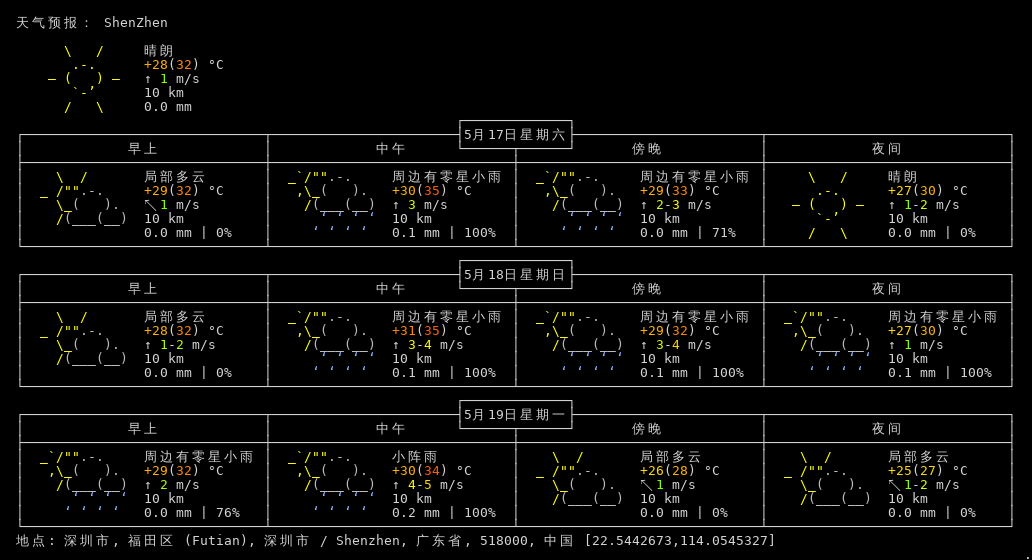 天气预报： ShenZhen
晴朗
+28(32) °C
↑ 1 m/s
10 km
0.0 mm
5月17日星期六
早上 中午 傍晚 夜间
局部多云 周边有零星小雨 周边有零星小雨 晴朗
+29(32) °C +30(35) °C +29(33) °C +27(30) °C
↖ 1 m/s ↑ 3 m/s ↑ 2-3 m/s ↑ 1-2 m/s
10 km 10 km 10 km 10 km
0.0 mm | 0% 0.1 mm | 100% 0.0 mm | 71% 0.0 mm | 0%
5月18日星期日
早上 中午 傍晚 夜间
局部多云 周边有零星小雨 周边有零星小雨 周边有零星小雨
+28(32) °C +31(35) °C +29(32) °C +27(30) °C
↑ 1-2 m/s ↑ 3-4 m/s ↑ 3-4 m/s ↑ 1 m/s
10 km 10 km 10 km 10 km
0.0 mm | 0% 0.1 mm | 100% 0.1 mm | 100% 0.1 mm | 100%
5月19日星期一
早上 中午 傍晚 夜间
周边有零星小雨 小阵雨 局部多云 局部多云
+29(32) °C +30(34) °C +26(28) °C +25(27) °C
↑ 2 m/s ↑ 4-5 m/s ↖ 1 m/s ↖ 1-2 m/s
10 km 10 km 10 km 10 km
0.0 mm | 76% 0.2 mm | 100% 0.0 mm | 0% 0.0 mm | 0%
地点: 深圳市, 福田区 (Futian), 深圳市 / Shenzhen, 广东省, 518000, 中国 [22.5442673,114.0545327]